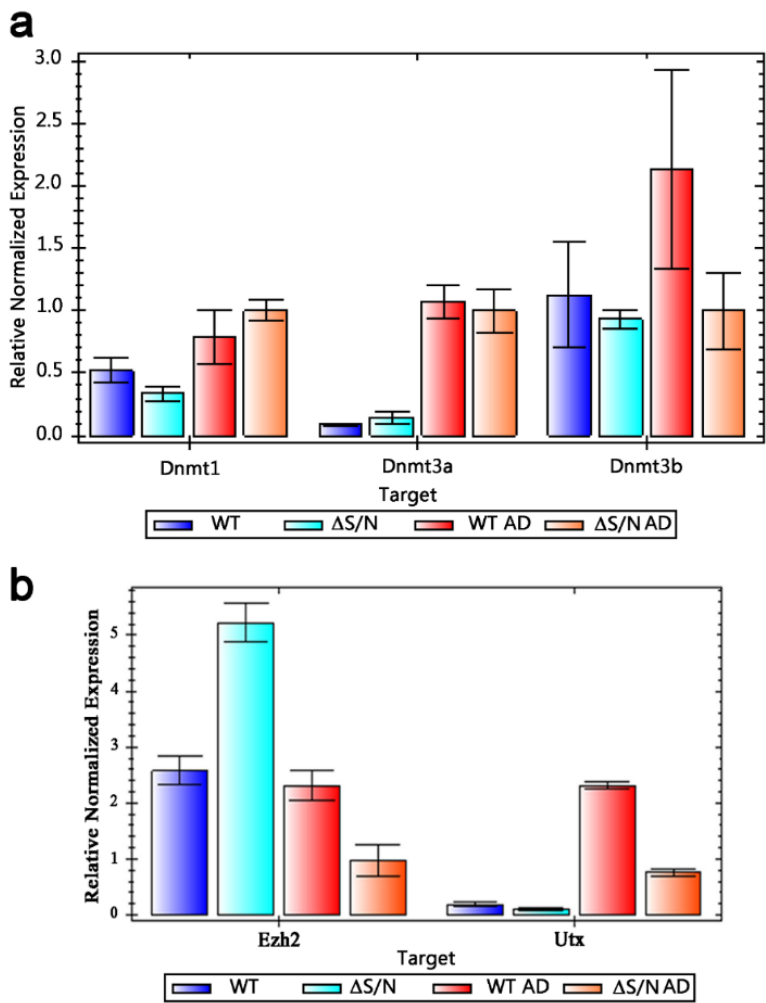 a
Relative Normalized Expression
3.0
2.5
2.0
1.5
1.0
0.5
0.0
Dnmt1 Dnmt3a Dnmt3b
Target
WT ΔS/N WT AD ΔS/N AD
b
Relative Normalized Expression
5
4
3
2
1
0
Ezh2 Utx
Target
WT ΔS/N WT AD ΔS/N AD